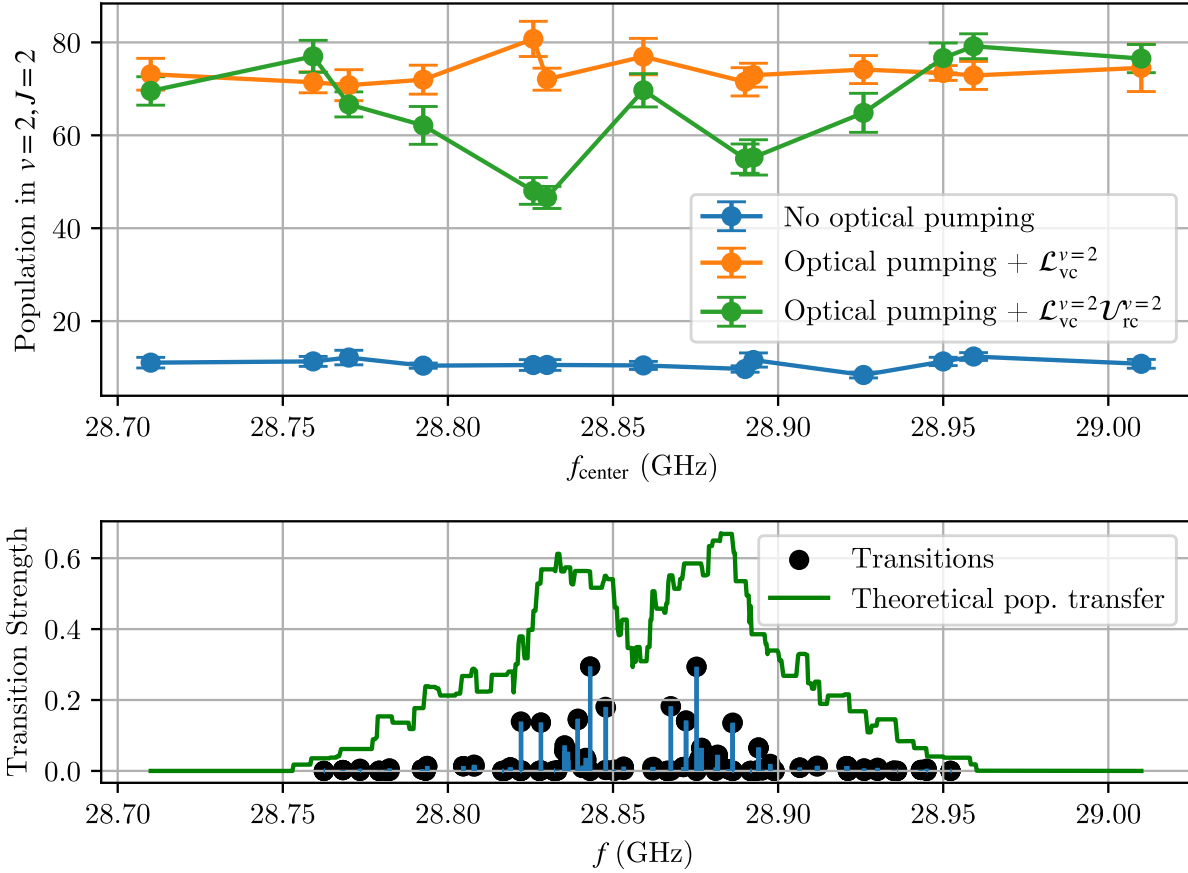 Population in v = 2, J = 2
80
60
40
20
No optical pumping
Optical pumping + 𝓛_vc^{v=2}
Optical pumping + 𝓛_vc^{v=2} 𝓤_rc^{v=2}
28.70 28.75 28.80 28.85 28.90 28.95 29.00
f_center (GHz)
Transition Strength
0.6
0.4
0.2
0.0
Transitions
Theoretical pop. transfer
28.70 28.75 28.80 28.85 28.90 28.95 29.00
f (GHz)